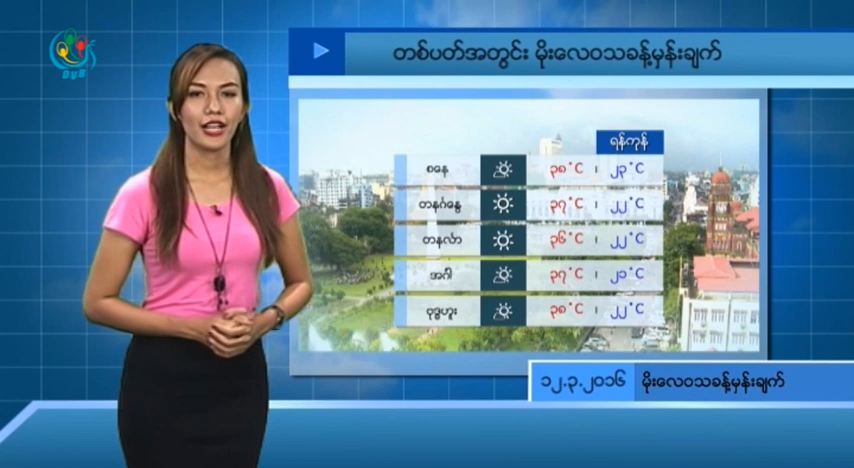 DVB
တစ်ပတ်အတွင်း မိုးလေဝသခန့်မှန်းချက်
ရန်ကုန်
စနေ ၃၈°C ၊ ၂၃°C
တနင်္ဂနွေ ၃၇°C ၊ ၂၂°C
တနင်္လာ ၃၆°C ၊ ၂၂°C
အင်္ဂါ ၃၇°C ၊ ၂၁°C
ဗုဒ္ဓဟူး ၃၈°C ၊ ၂၂°C
၁၂.၃.၂၀၁၆ မိုးလေဝသခန့်မှန်းချက်